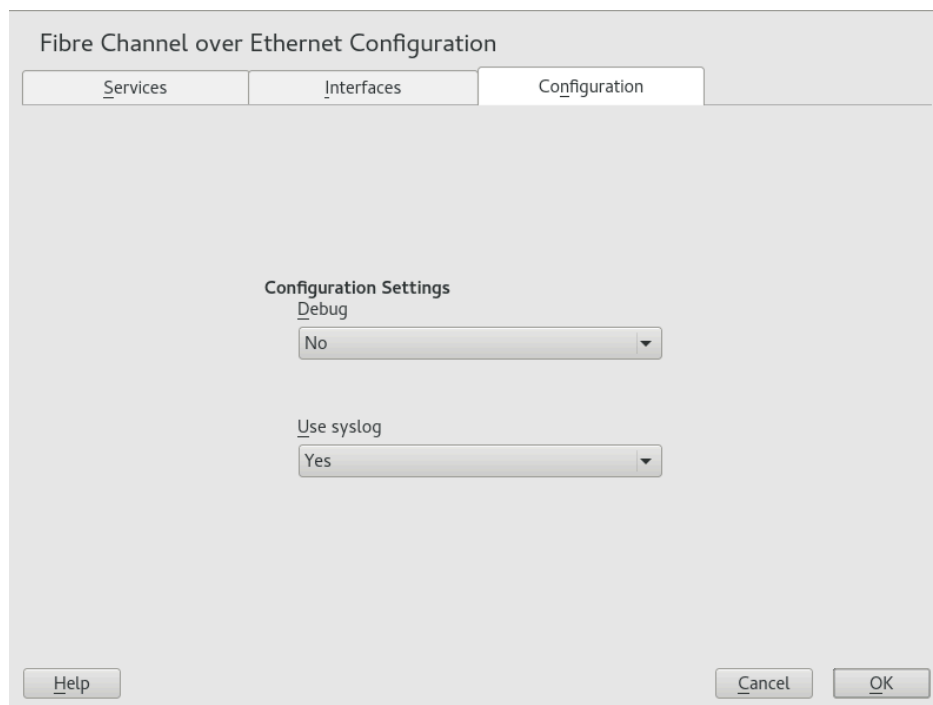 Fibre Channel over Ethernet Configuration
Services Interfaces Configuration
Configuration Settings
Debug
No
Use syslog
Yes
Help Cancel OK